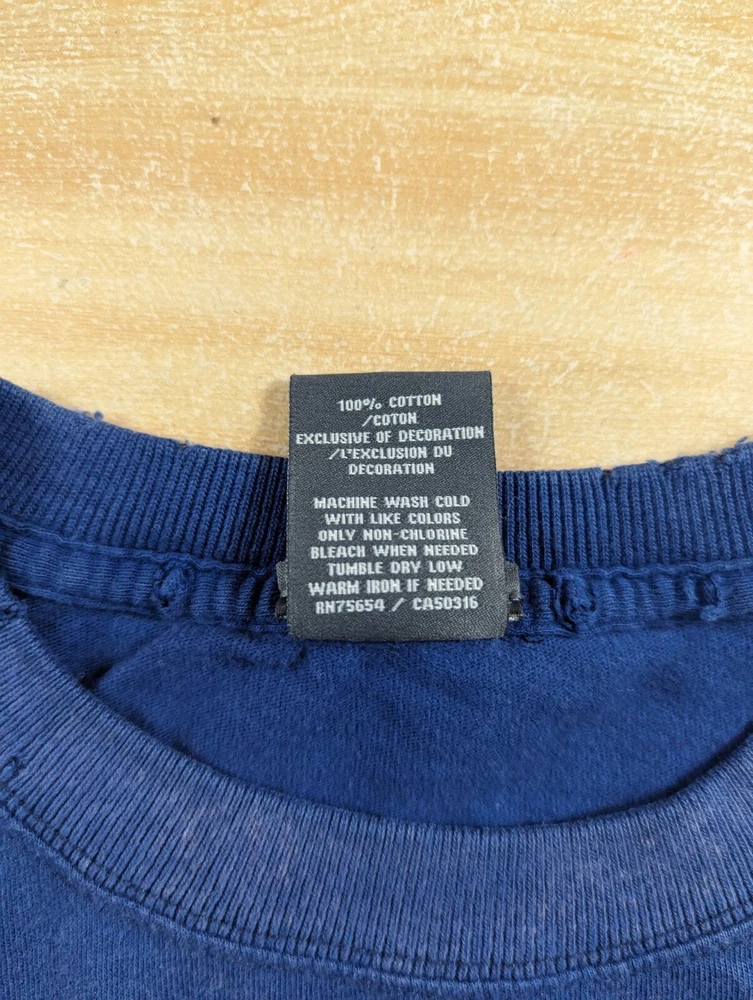 100% COTTON
/COTON
EXCLUSIVE OF DECORATION
/L'EXCLUSION DU
DECORATION
MACHINE WASH COLD
WITH LIKE COLORS
ONLY NON-CHLORINE
BLEACH WHEN NEEDED
TUMBLE DRY LOW
WARM IRON IF NEEDED
RN75654 / CA50316